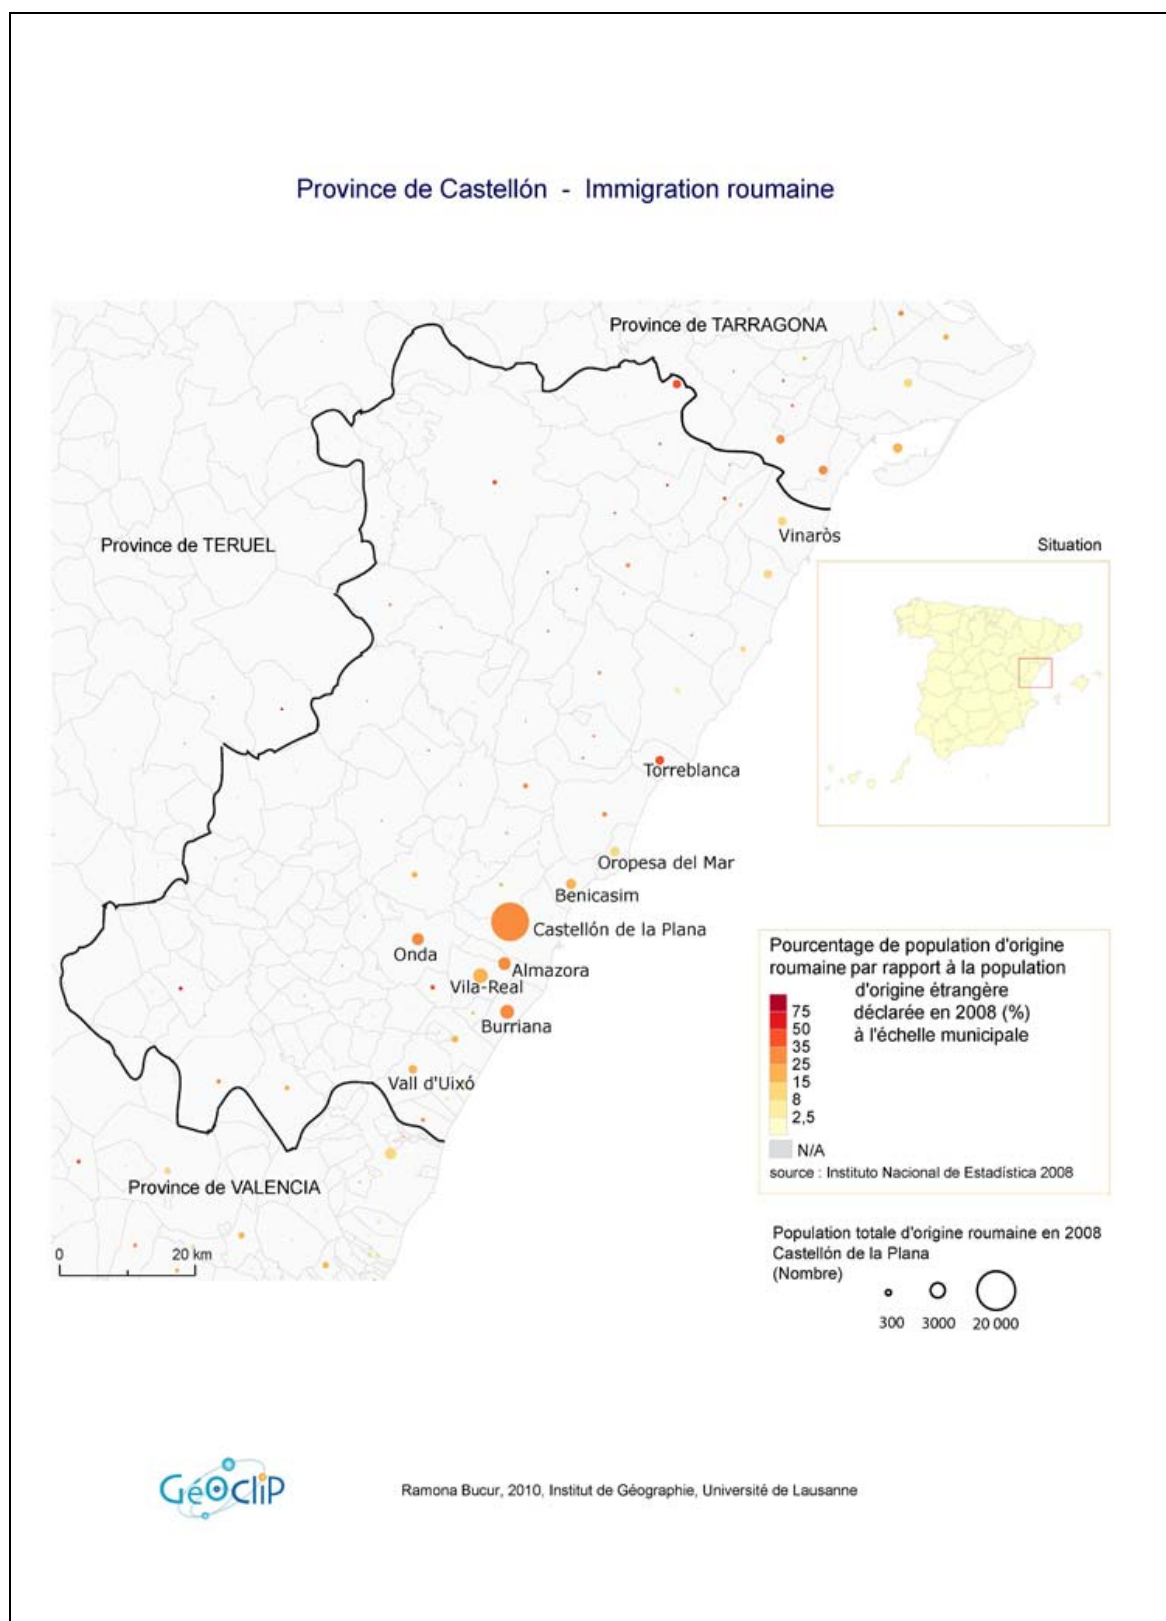 Province de Castellón - Immigration roumaine
Province de TARRAGONA
Province de TERUEL
Vinaròs
Situation
Torreblanca
Oropesa del Mar
Benicasim
Castellón de la Plana
Onda
Almazora
Vila-Real
Burriana
Vall d'Uixó
Province de VALENCIA
0 20 km
Pourcentage de population d'origine
roumaine par rapport à la population
d'origine étrangère
déclarée en 2008 (%)
à l'échelle municipale
75
50
35
25
15
8
2,5
N/A
source : Instituto Nacional de Estadística 2008
Population totale d'origine roumaine en 2008
Castellón de la Plana
(Nombre)
300 3000 20 000
GéOcliP
Ramona Bucur, 2010, Institut de Géographie, Université de Lausanne